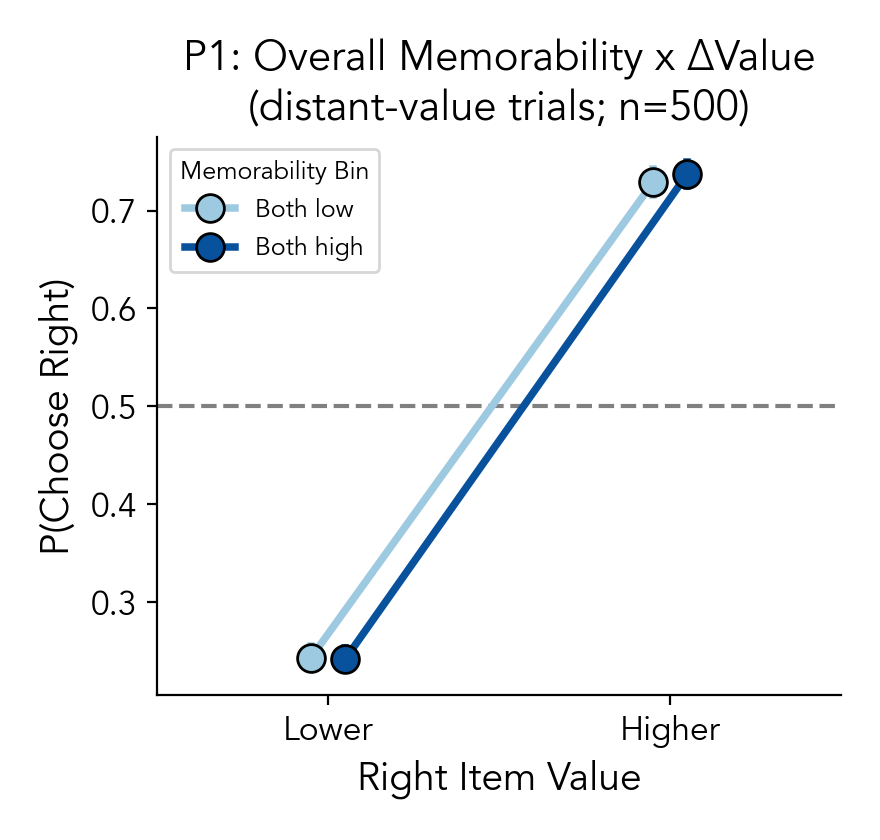 P1: Overall Memorability x ΔValue
(distant-value trials; n=500)
Memorability Bin
Both low
Both high
0.7
0.6
0.5
0.4
0.3
P(Choose Right)
Lower
Higher
Right Item Value